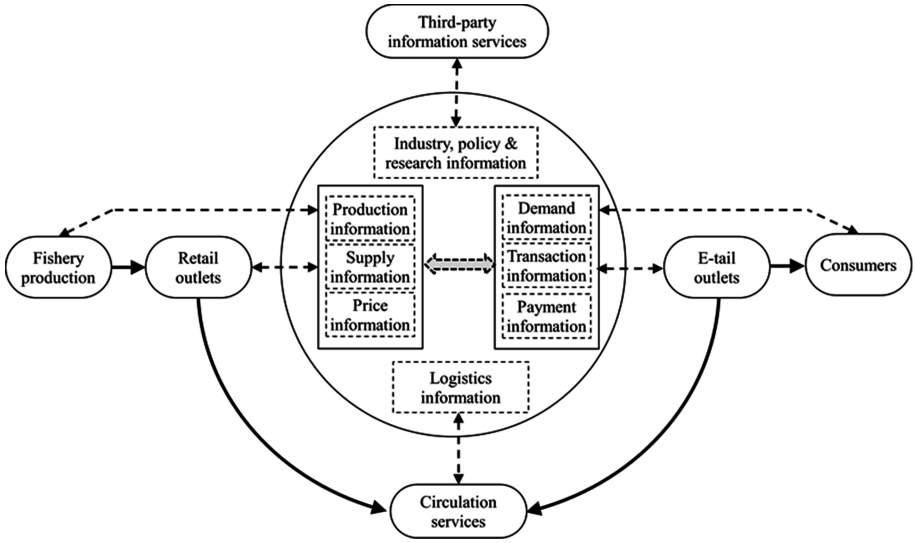 Third-party
information services
Industry, policy &
research information
Production
information
Supply
information
Price
information
Demand
information
Transaction
information
Payment
information
Fishery
production
Retail
outlets
E-tail
outlets
Consumers
Logistics
information
Circulation
services